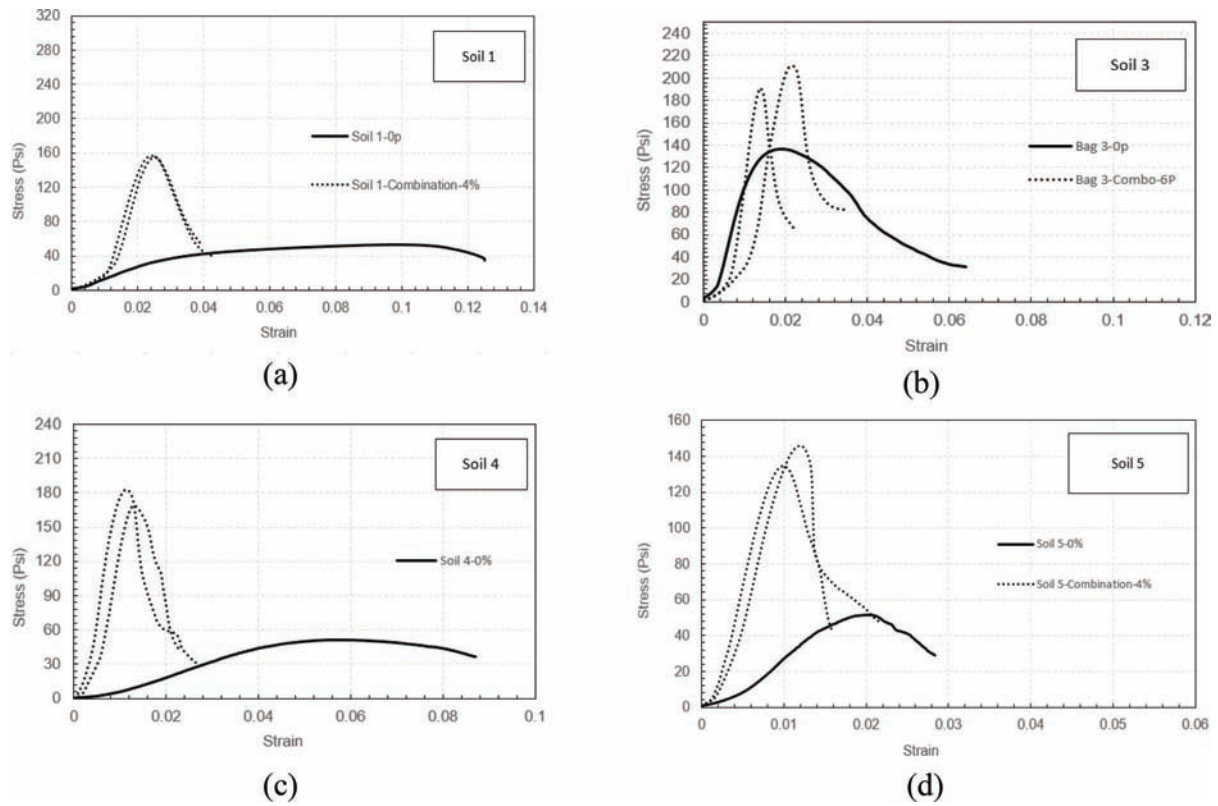 320
280
240
200
160
120
80
40
0
Stress (Psi)
Soil 1
Soil 1-0p
Soil 1-Combination-4%
0 0.02 0.04 0.06 0.08 0.1 0.12 0.14
Strain
(a)
240
220
200
180
160
140
120
100
80
60
40
20
0
Stress (Psi)
Soil 3
Bag 3-0p
Bag 3-Combo-6P
0 0.02 0.04 0.06 0.08 0.1 0.12
Strain
(b)
240
210
180
150
120
90
60
30
0
Stress (Psi)
Soil 4
Soil 4-0%
0 0.02 0.04 0.06 0.08 0.1
Strain
(c)
160
140
120
100
80
60
40
20
0
Stress (Psi)
Soil 5
Soil 5-0%
Soil 5-Combination-4%
0 0.01 0.02 0.03 0.04 0.05 0.06
Strain
(d)